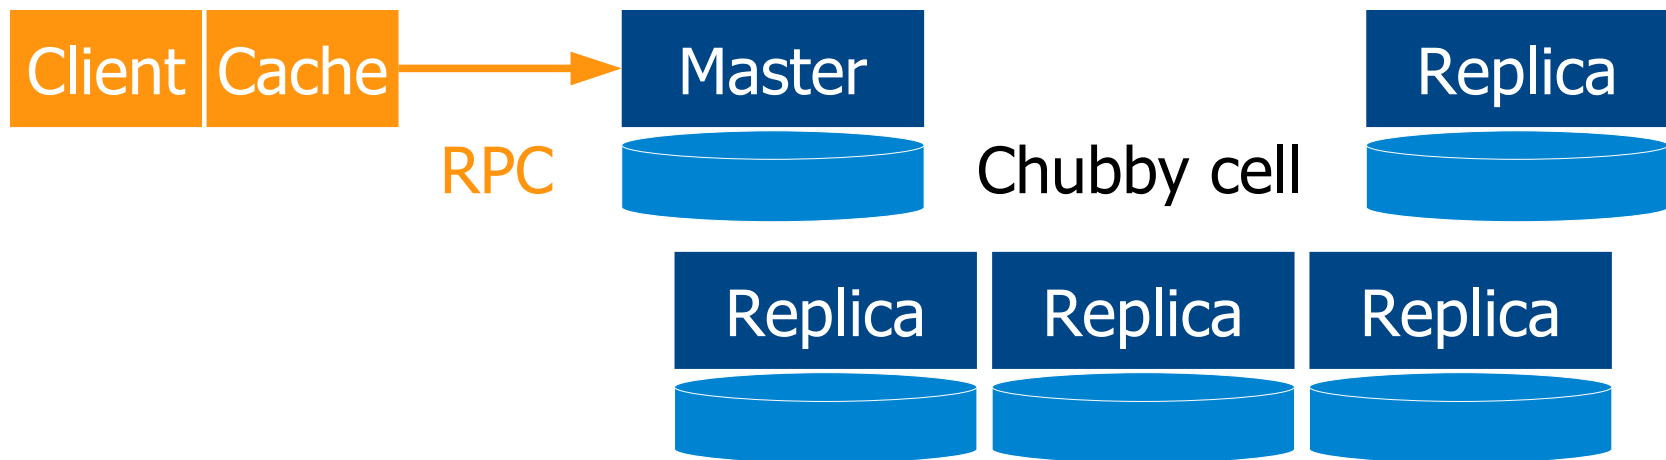 Client Cache Master Replica
RPC Chubby cell
Replica Replica Replica